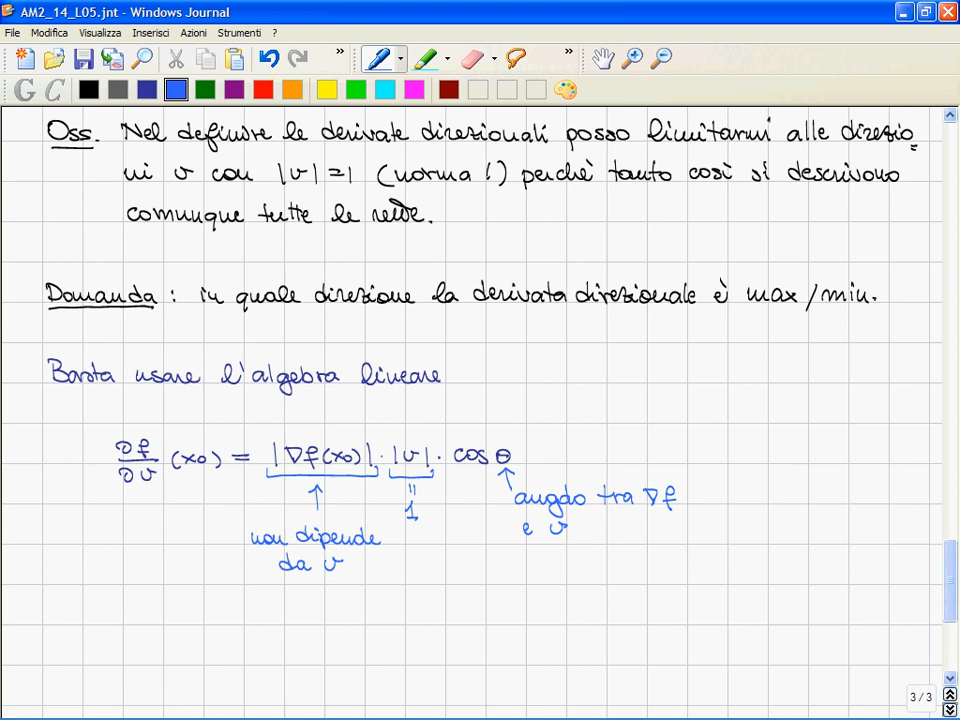 AM2_14_L05.jnt - Windows Journal
File Modifica Visualizza Inserisci Azioni Strumenti ?
Oss. Nel definire le derivate direzionali posso limitarmi alle direzio=
ni v con |v|=1 (norma!) perchè tanto così si descrivono
comunque tutte le rette.
Domanda : in quale direzione la derivata direzionale è max/min.
Basta usare l'algebra lineare
∂f/∂v (x0) = |∇f(x0)| · |v| · cos θ
non dipende
da v
"
1
angolo tra ∇f
e v
3 / 3